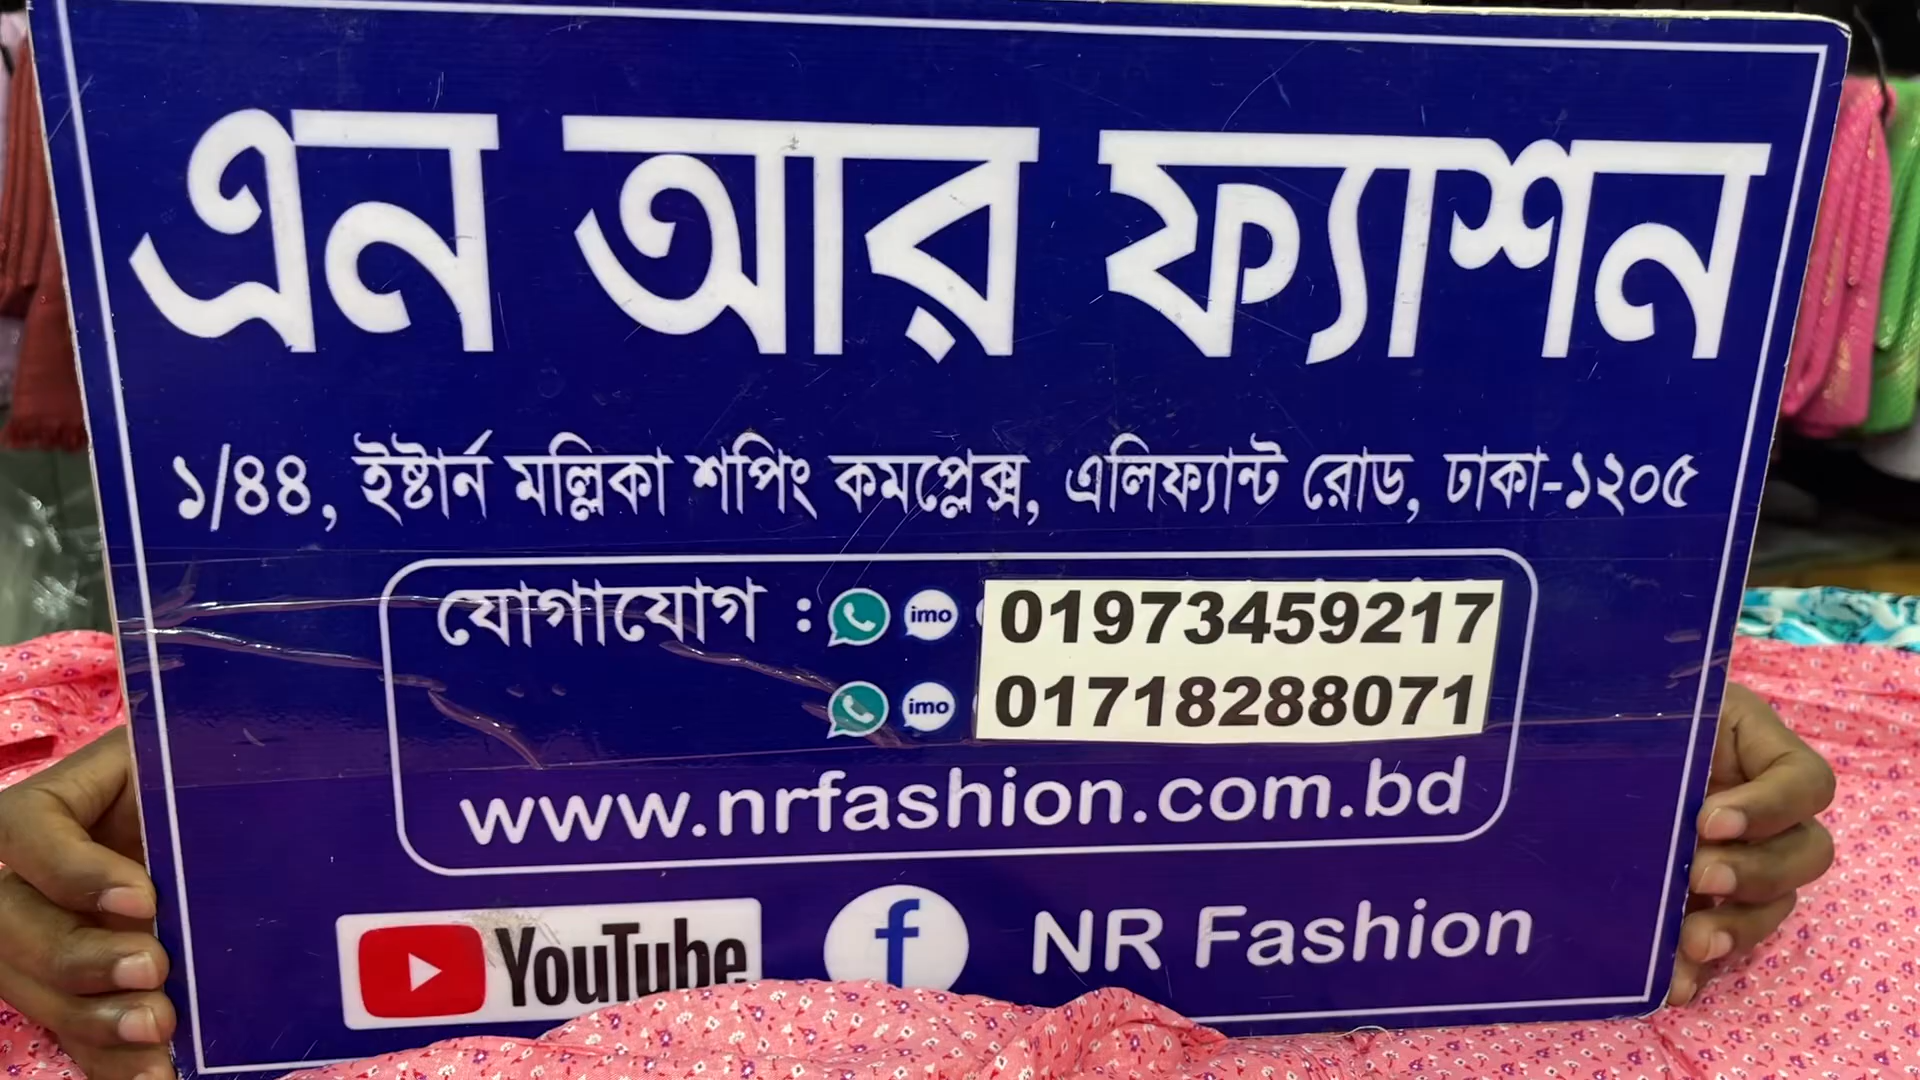 এন আর ফ্যাশন
১/৪৪, ইষ্টার্ন মল্লিকা শপিং কমপ্লেক্স, এলিফ্যান্ট রোড, ঢাকা-১২০৫
যোগাযোগ : imo 01973459217
imo 01718288071
www.nrfashion.com.bd
YouTube f NR Fashion